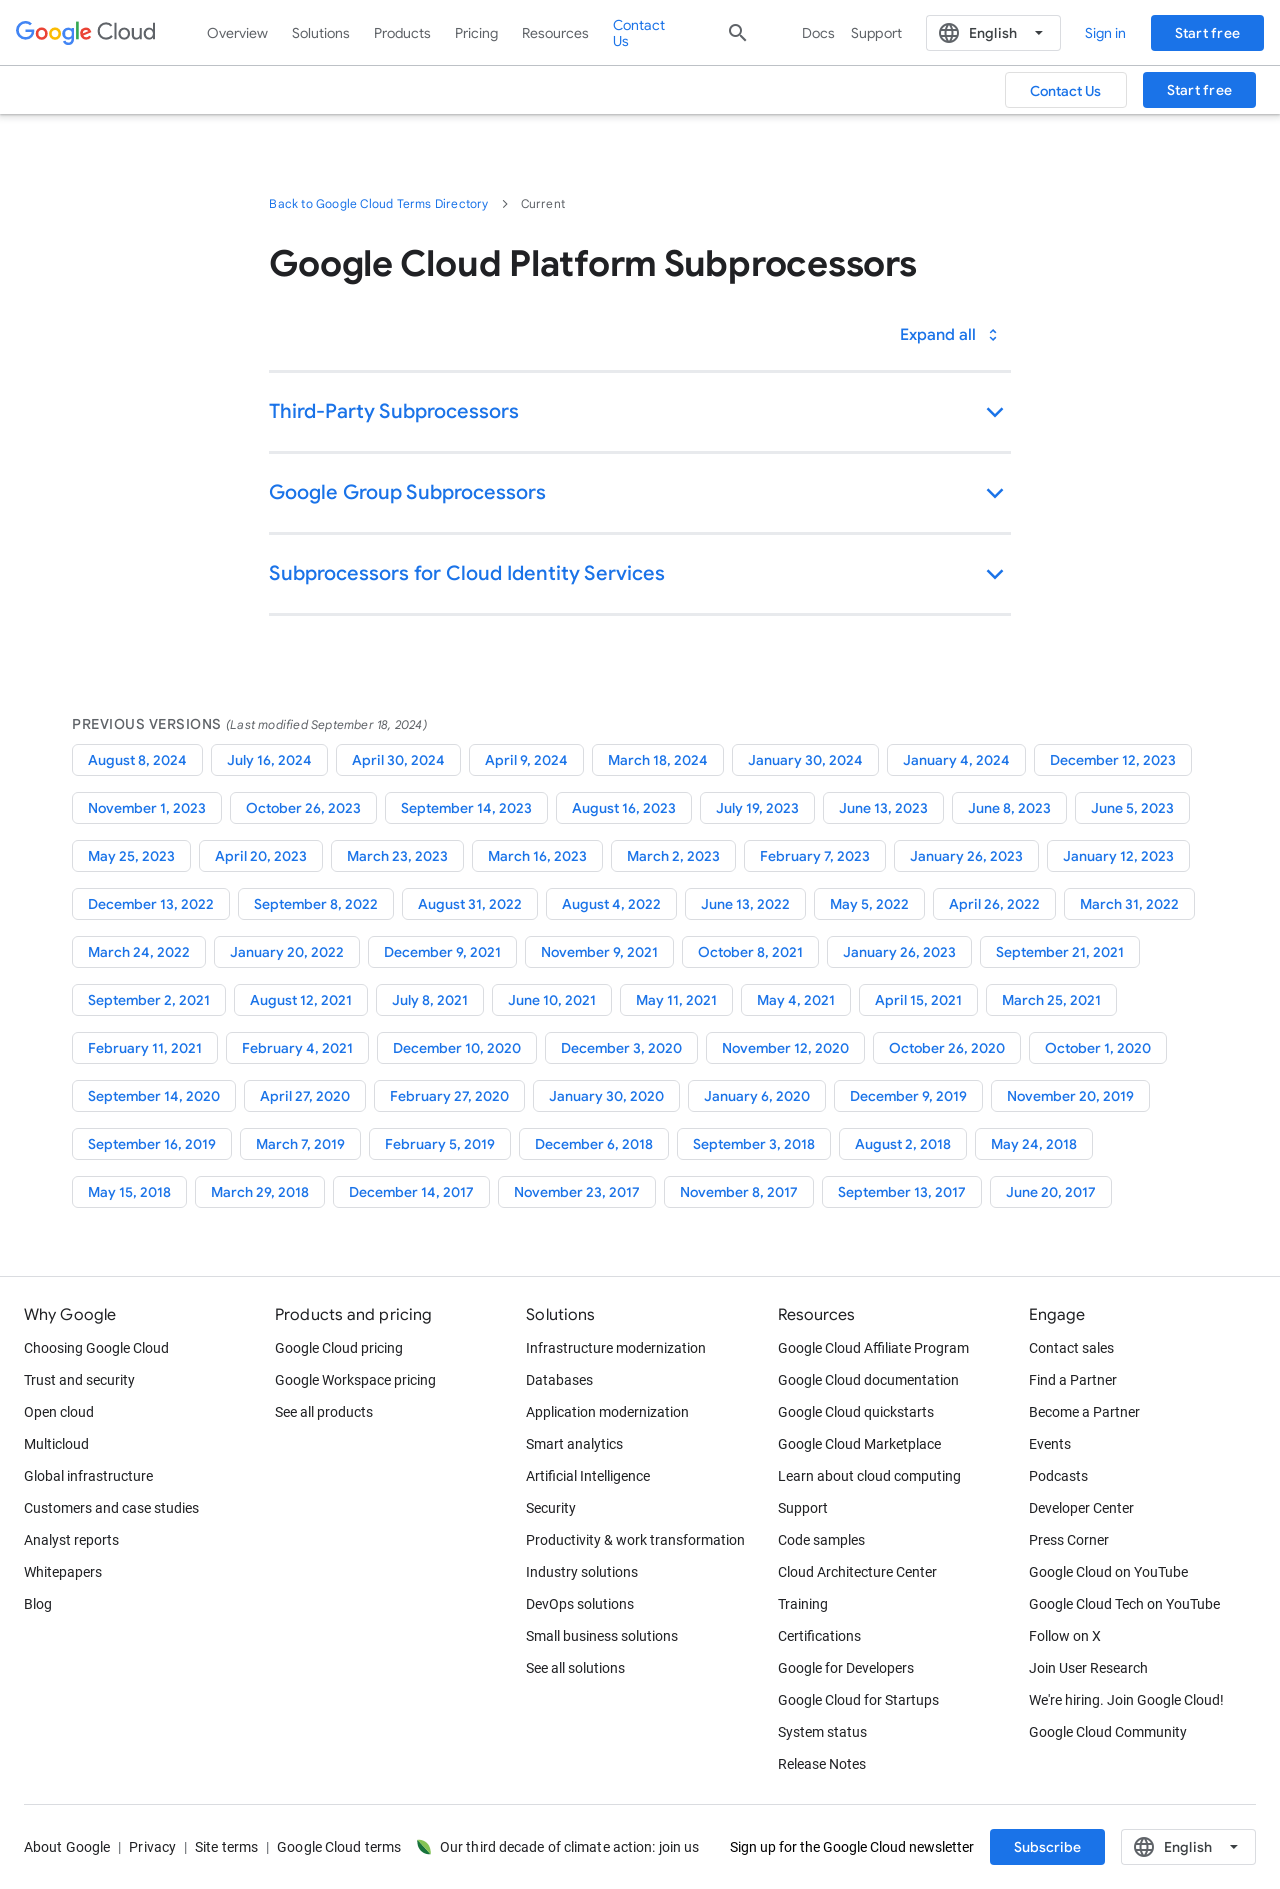 Google Cloud
Overview Solutions Products Pricing Resources Contact Us Docs Support English Sign in Start free
Contact Us Start free
Back to Google Cloud Terms Directory Current
Google Cloud Platform Subprocessors
Expand all
Third-Party Subprocessors
Google Group Subprocessors
Subprocessors for Cloud Identity Services
PREVIOUS VERSIONS (Last modified September 18, 2024)
August 8, 2024 July 16, 2024 April 30, 2024 April 9, 2024 March 18, 2024 January 30, 2024 January 4, 2024 December 12, 2023
November 1, 2023 October 26, 2023 September 14, 2023 August 16, 2023 July 19, 2023 June 13, 2023 June 8, 2023 June 5, 2023
May 25, 2023 April 20, 2023 March 23, 2023 March 16, 2023 March 2, 2023 February 7, 2023 January 26, 2023 January 12, 2023
December 13, 2022 September 8, 2022 August 31, 2022 August 4, 2022 June 13, 2022 May 5, 2022 April 26, 2022 March 31, 2022
March 24, 2022 January 20, 2022 December 9, 2021 November 9, 2021 October 8, 2021 January 26, 2023 September 21, 2021
September 2, 2021 August 12, 2021 July 8, 2021 June 10, 2021 May 11, 2021 May 4, 2021 April 15, 2021 March 25, 2021
February 11, 2021 February 4, 2021 December 10, 2020 December 3, 2020 November 12, 2020 October 26, 2020 October 1, 2020
September 14, 2020 April 27, 2020 February 27, 2020 January 30, 2020 January 6, 2020 December 9, 2019 November 20, 2019
September 16, 2019 March 7, 2019 February 5, 2019 December 6, 2018 September 3, 2018 August 2, 2018 May 24, 2018
May 15, 2018 March 29, 2018 December 14, 2017 November 23, 2017 November 8, 2017 September 13, 2017 June 20, 2017
Why Google
Choosing Google Cloud
Trust and security
Open cloud
Multicloud
Global infrastructure
Customers and case studies
Analyst reports
Whitepapers
Blog
Products and pricing
Google Cloud pricing
Google Workspace pricing
See all products
Solutions
Infrastructure modernization
Databases
Application modernization
Smart analytics
Artificial Intelligence
Security
Productivity & work transformation
Industry solutions
DevOps solutions
Small business solutions
See all solutions
Resources
Google Cloud Affiliate Program
Google Cloud documentation
Google Cloud quickstarts
Google Cloud Marketplace
Learn about cloud computing
Support
Code samples
Cloud Architecture Center
Training
Certifications
Google for Developers
Google Cloud for Startups
System status
Release Notes
Engage
Contact sales
Find a Partner
Become a Partner
Events
Podcasts
Developer Center
Press Corner
Google Cloud on YouTube
Google Cloud Tech on YouTube
Follow on X
Join User Research
We're hiring. Join Google Cloud!
Google Cloud Community
About Google | Privacy | Site terms | Google Cloud terms Our third decade of climate action: join us Sign up for the Google Cloud newsletter Subscribe English